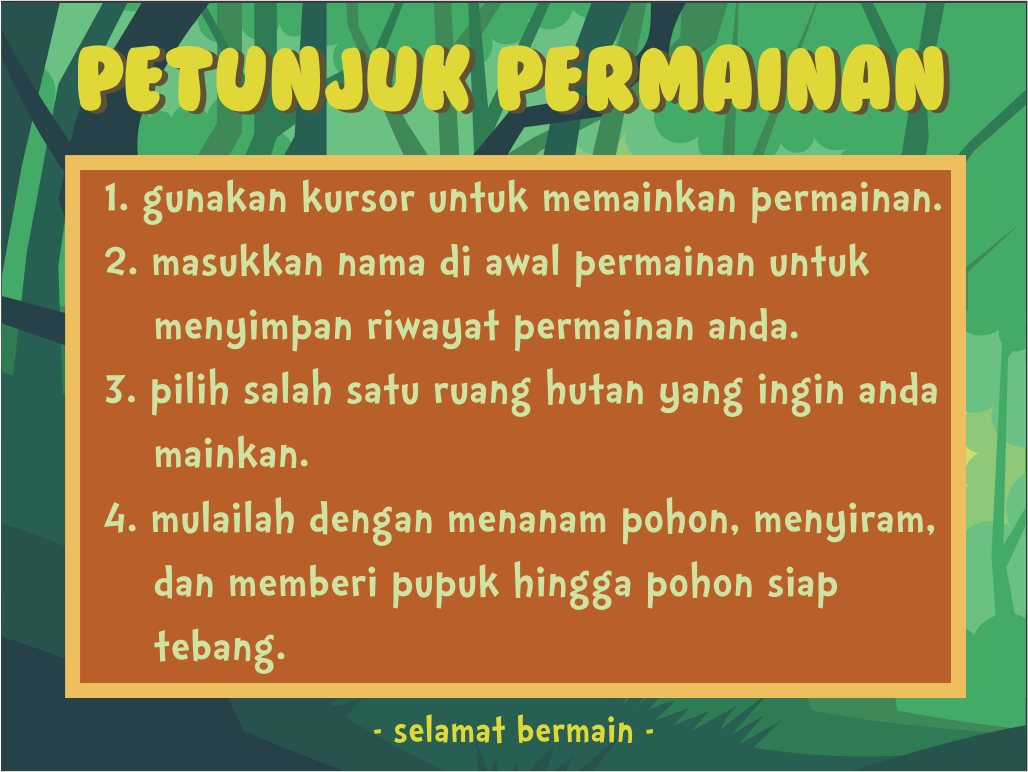 PETUNJUK PERMAINAN
1. gunakan kursor untuk memainkan permainan.
2. masukkan nama di awal permainan untuk
menyimpan riwayat permainan anda.
3. pilih salah satu ruang hutan yang ingin anda
mainkan.
4. mulailah dengan menanam pohon, menyiram,
dan memberi pupuk hingga pohon siap
tebang.
- selamat bermain -